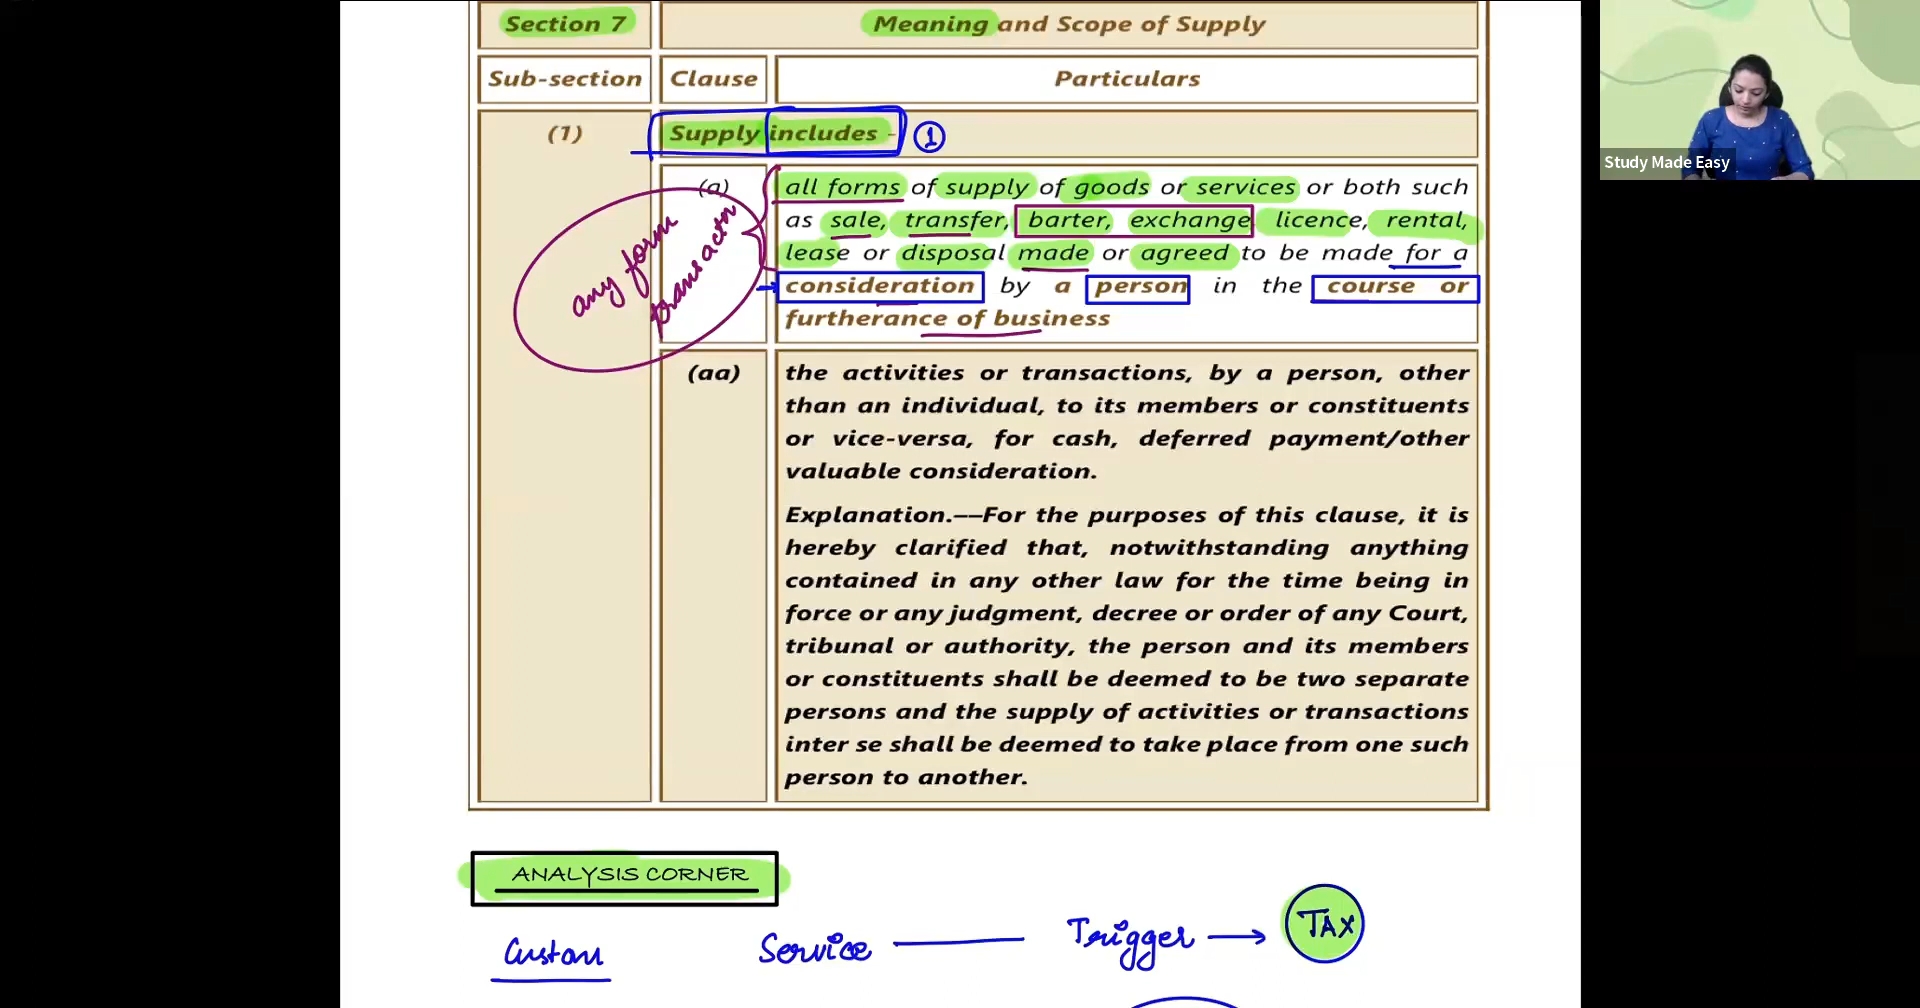 Section 7 Meaning and Scope of Supply
Sub-section Clause Particulars
(1) Supply includes - ①
(a) all forms of supply of goods or services or both such
as sale, transfer, barter, exchange licence, rental,
lease or disposal made or agreed to be made for a
consideration by a person in the course or
furtherance of business
any form
transactn
(aa) the activities or transactions, by a person, other
than an individual, to its members or constituents
or vice-versa, for cash, deferred payment/other
valuable consideration.
Explanation.––For the purposes of this clause, it is
hereby clarified that, notwithstanding anything
contained in any other law for the time being in
force or any judgment, decree or order of any Court,
tribunal or authority, the person and its members
or constituents shall be deemed to be two separate
persons and the supply of activities or transactions
inter se shall be deemed to take place from one such
person to another.
ANALYSIS CORNER
Custom Service Trigger → TAX
Study Made Easy